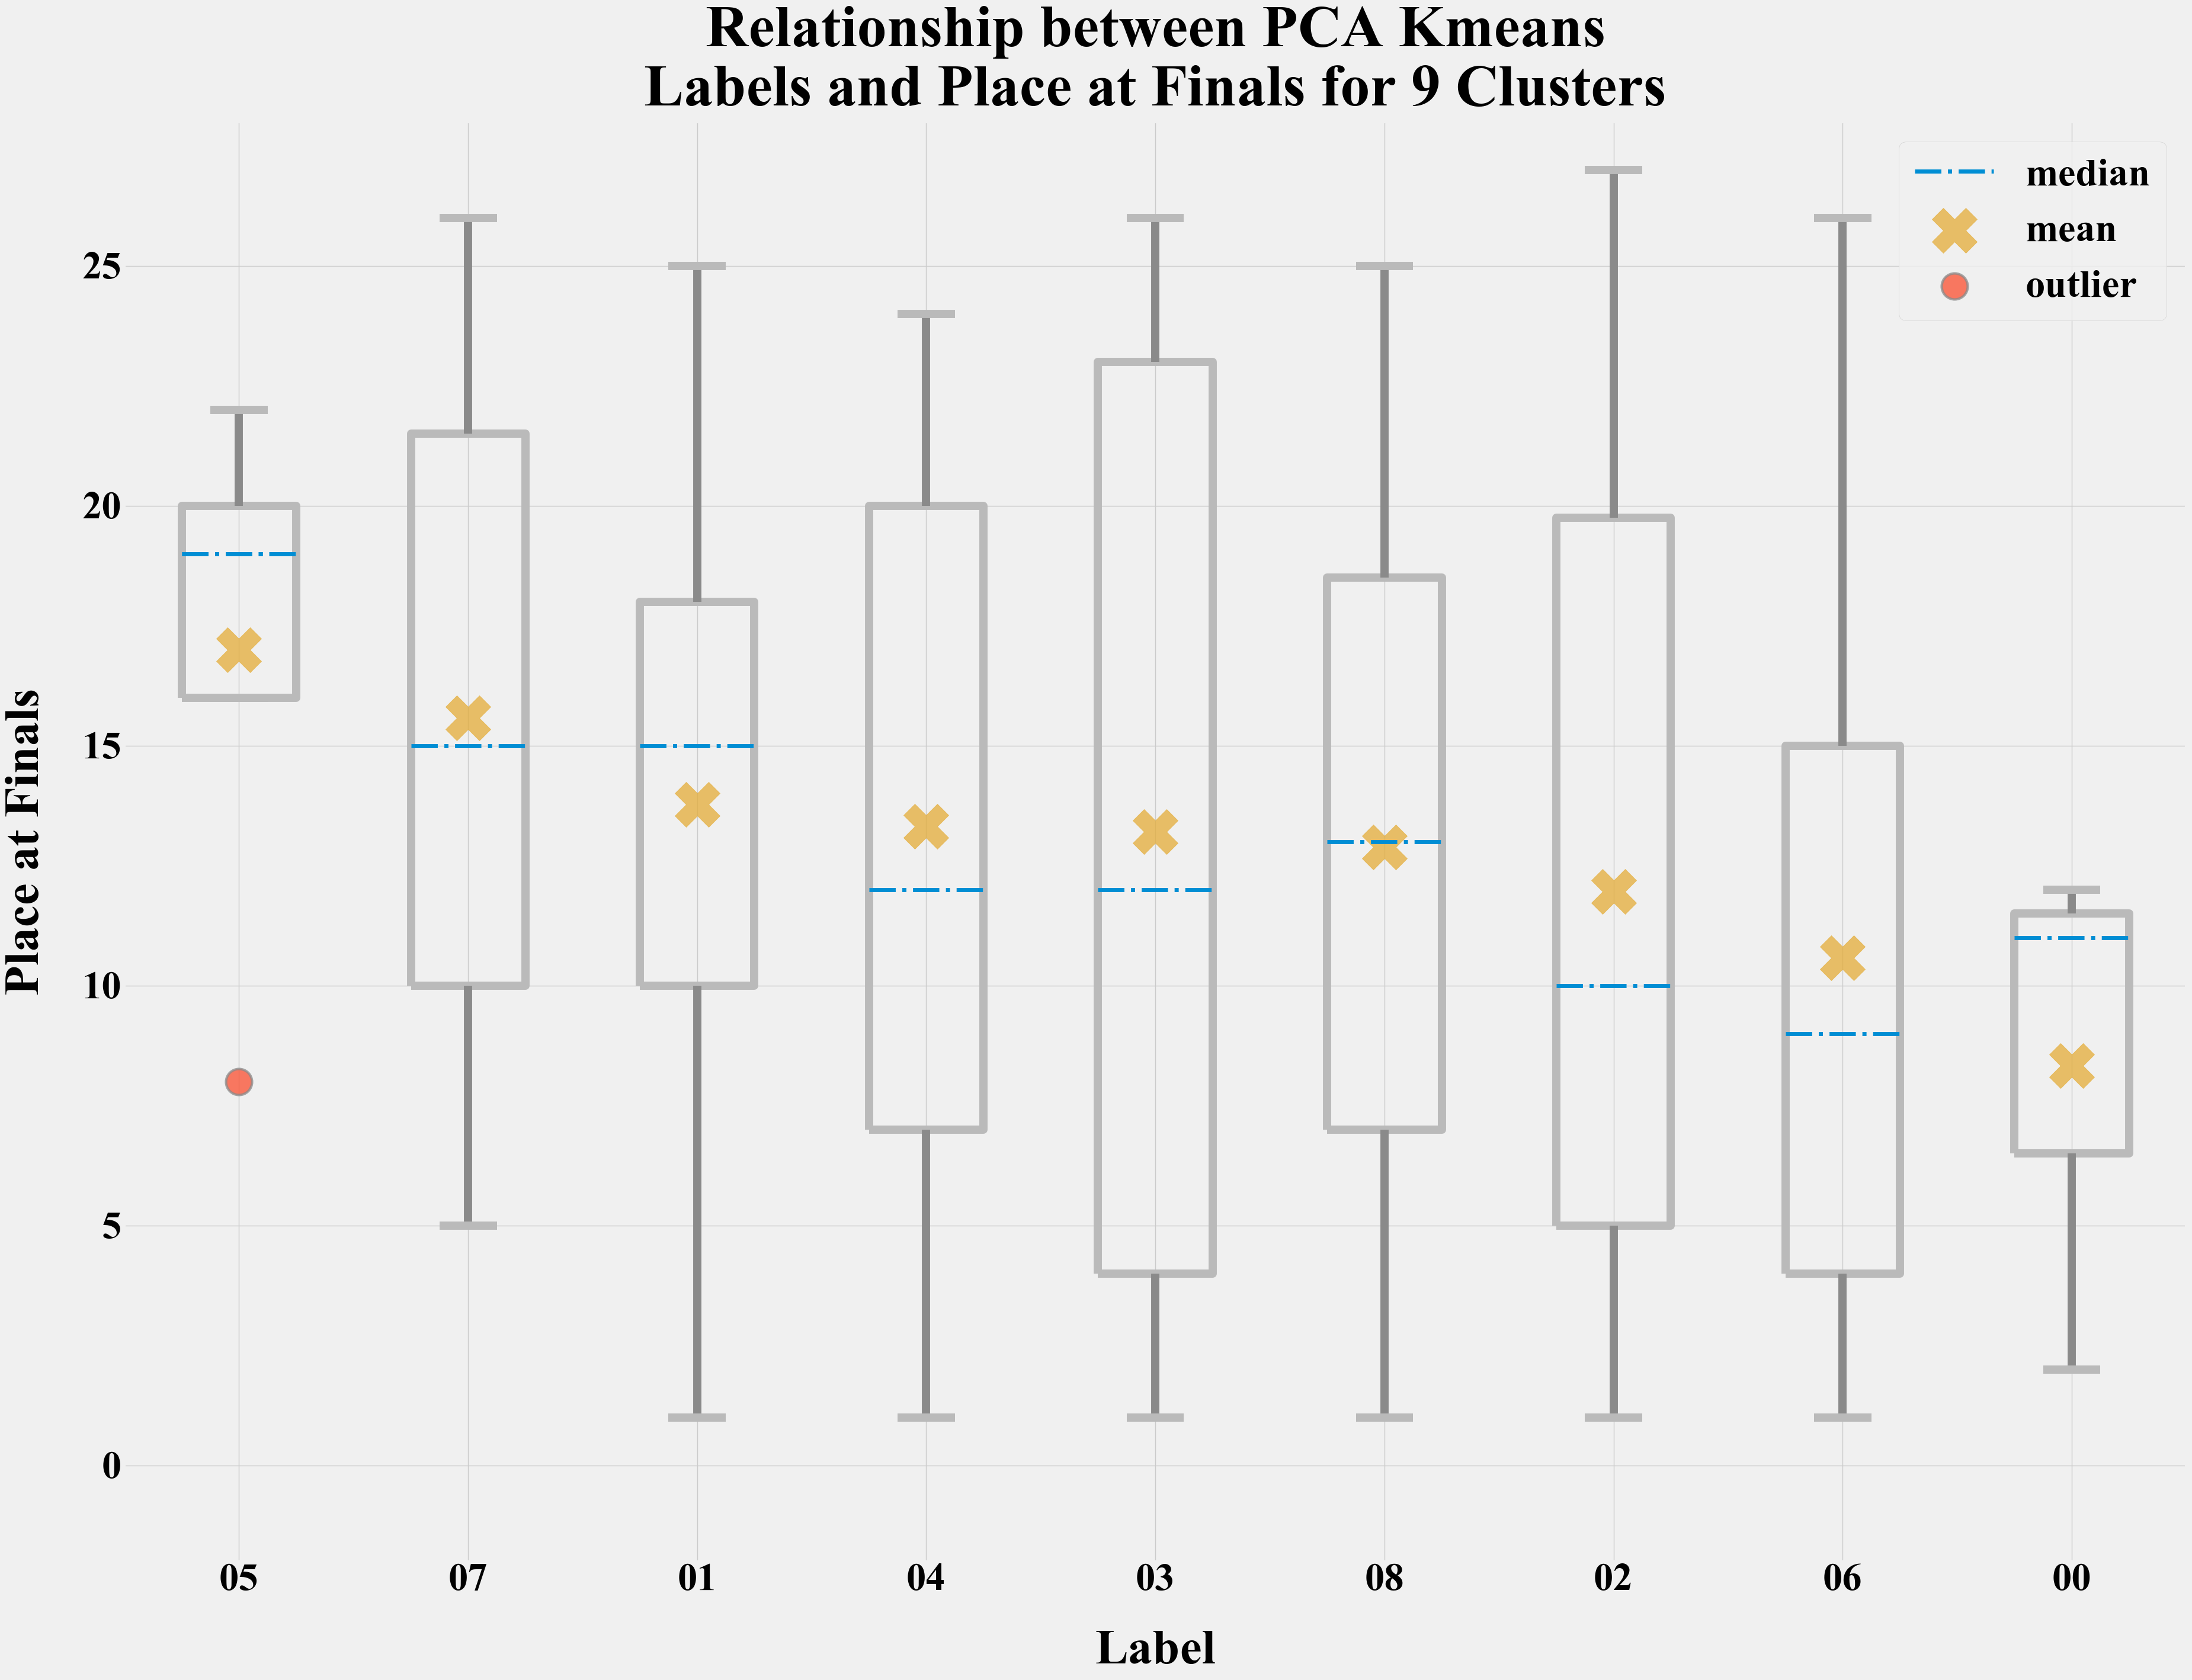 Relationship between PCA Kmeans
Labels and Place at Finals for 9 Clusters
median
mean
outlier
25
20
15
10
5
0
Place at Finals
05 07 01 04 03 08 02 06 00
Label